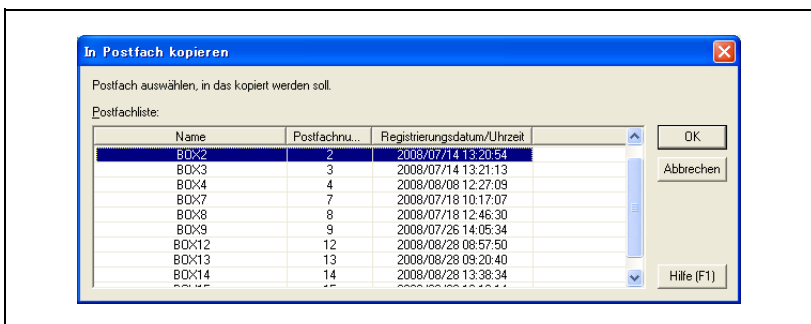 In Postfach kopieren
Postfach auswählen, in das kopiert werden soll.
Postfachliste:
Name Postfachnu... Registrierungsdatum/Uhrzeit
BOX2 2 2008/07/14 13:20:54
BOX3 3 2008/07/14 13:21:13
BOX4 4 2008/08/08 12:27:09
BOX7 7 2008/07/18 10:17:07
BOX8 8 2008/07/18 12:46:30
BOX9 9 2008/07/26 14:05:34
BOX12 12 2008/08/28 08:57:50
BOX13 13 2008/08/28 09:20:40
BOX14 14 2008/08/28 13:38:34
OK
Abbrechen
Hilfe (F1)